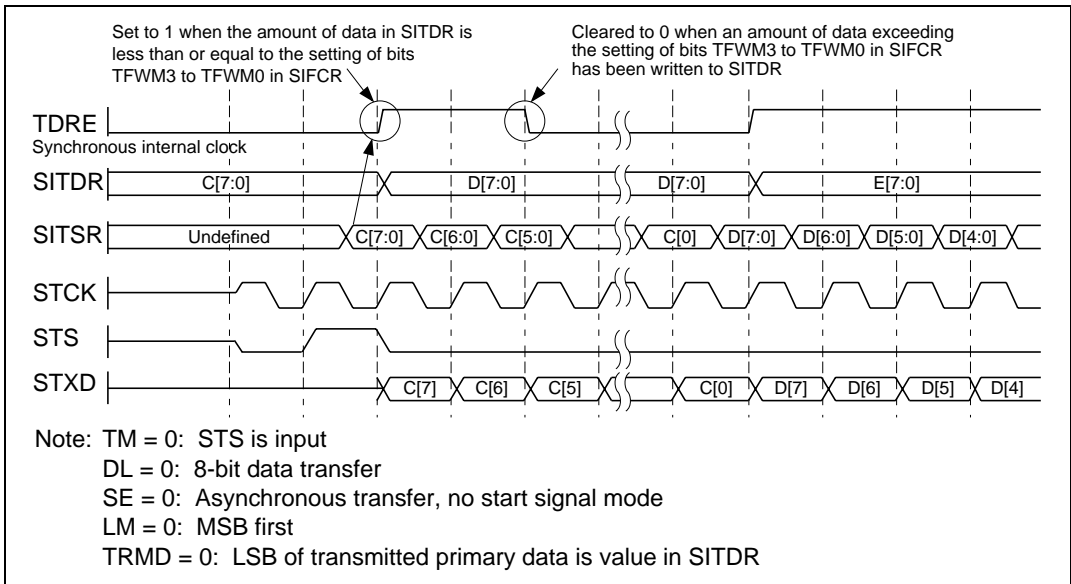 Set to 1 when the amount of data in SITDR is
less than or equal to the setting of bits
TFWM3 to TFWM0 in SIFCR
Cleared to 0 when an amount of data exceeding
the setting of bits TFWM3 to TFWM0 in SIFCR
has been written to SITDR
TDRE
Synchronous internal clock
SITDR C[7:0] D[7:0] D[7:0] E[7:0]
SITSR Undefined C[7:0] C[6:0] C[5:0] C[0] D[7:0] D[6:0] D[5:0] D[4:0]
STCK
STS
STXD C[7] C[6] C[5] C[0] D[7] D[6] D[5] D[4]
Note: TM = 0: STS is input
DL = 0: 8-bit data transfer
SE = 0: Asynchronous transfer, no start signal mode
LM = 0: MSB first
TRMD = 0: LSB of transmitted primary data is value in SITDR